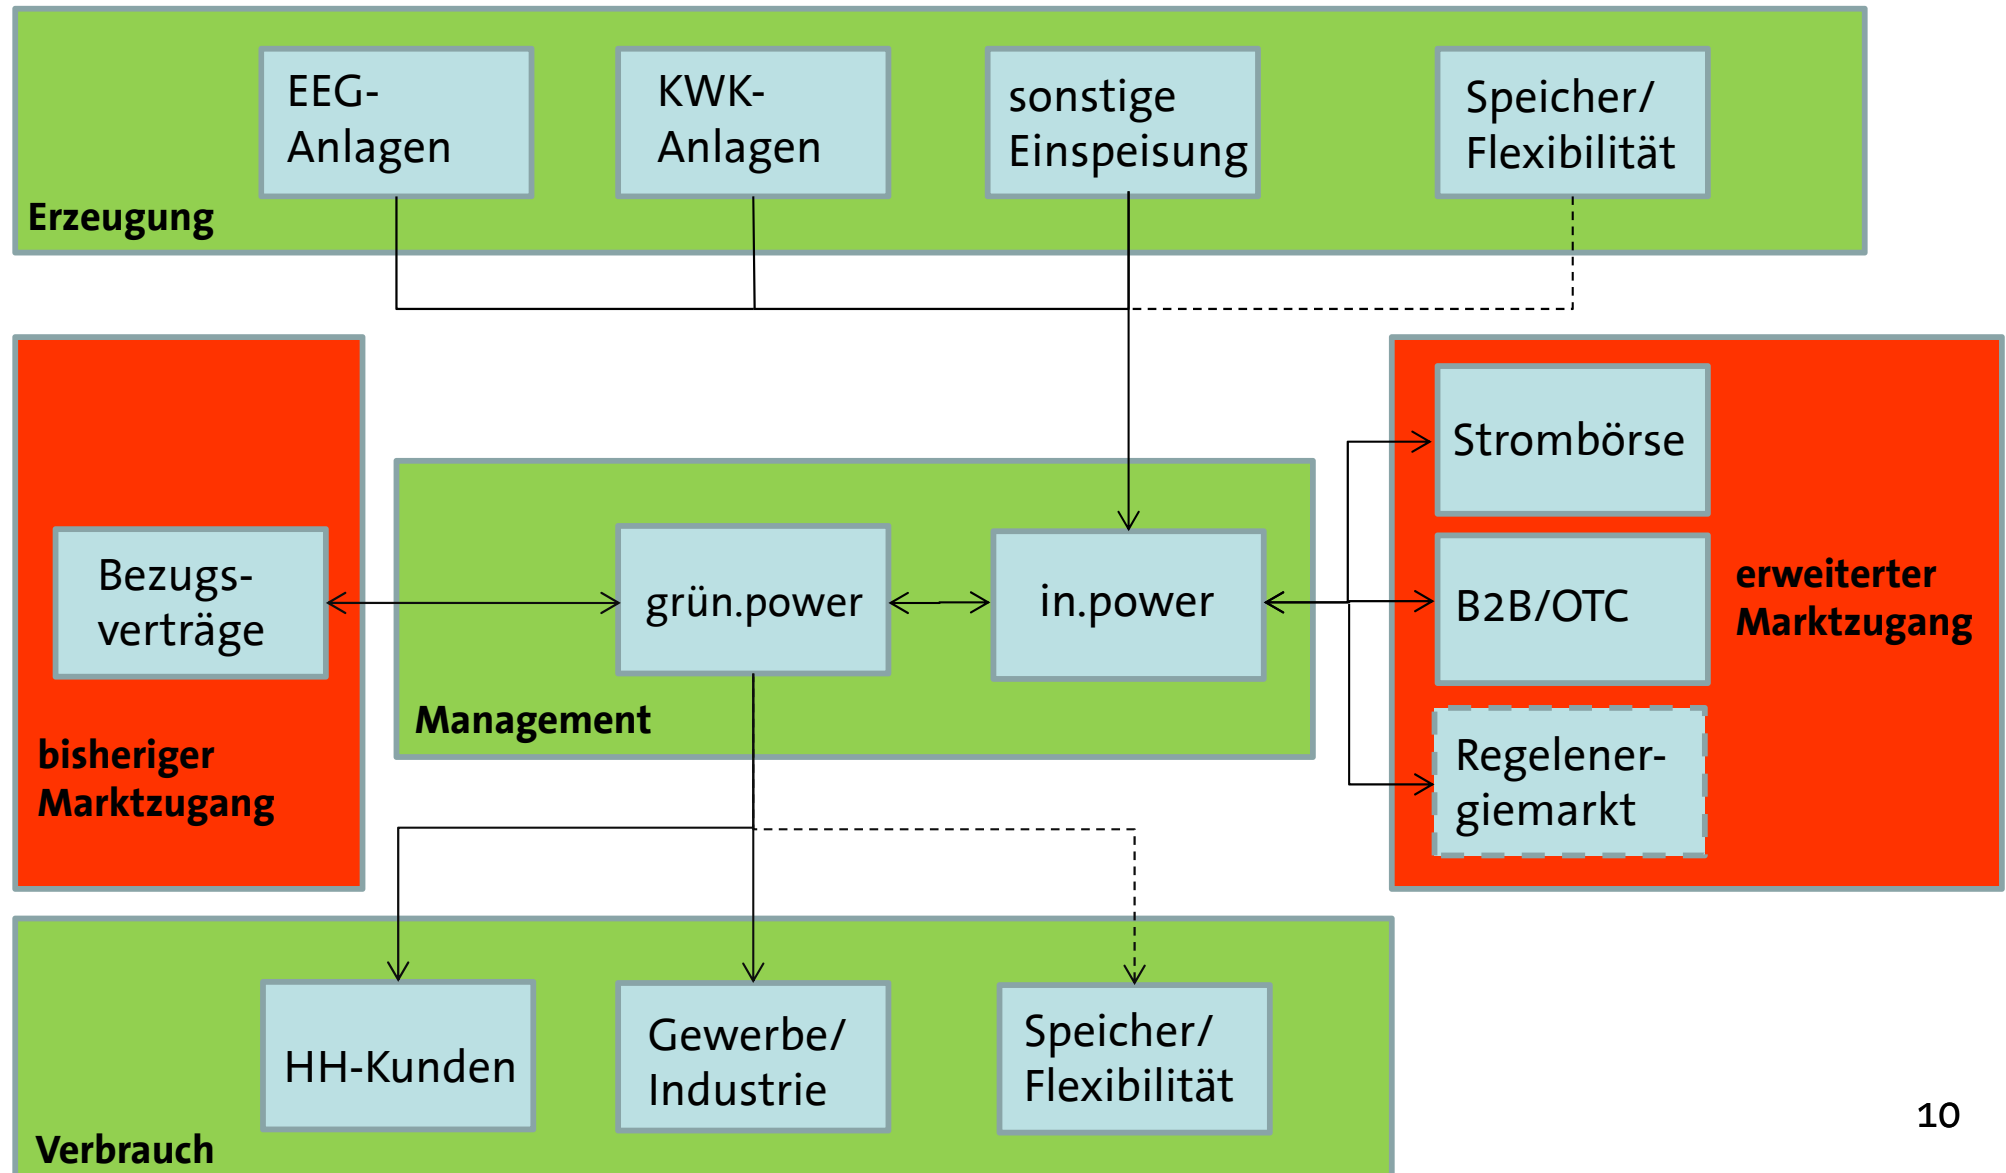 EEG-
Anlagen
KWK-
Anlagen
sonstige
Einspeisung
Speicher/
Flexibilität
Erzeugung
Bezugs-
verträge
bisheriger
Marktzugang
grün.power
in.power
Management
Strombörse
B2B/OTC
Regelener-
giemarkt
erweiterter
Marktzugang
HH-Kunden
Gewerbe/
Industrie
Speicher/
Flexibilität
Verbrauch
10